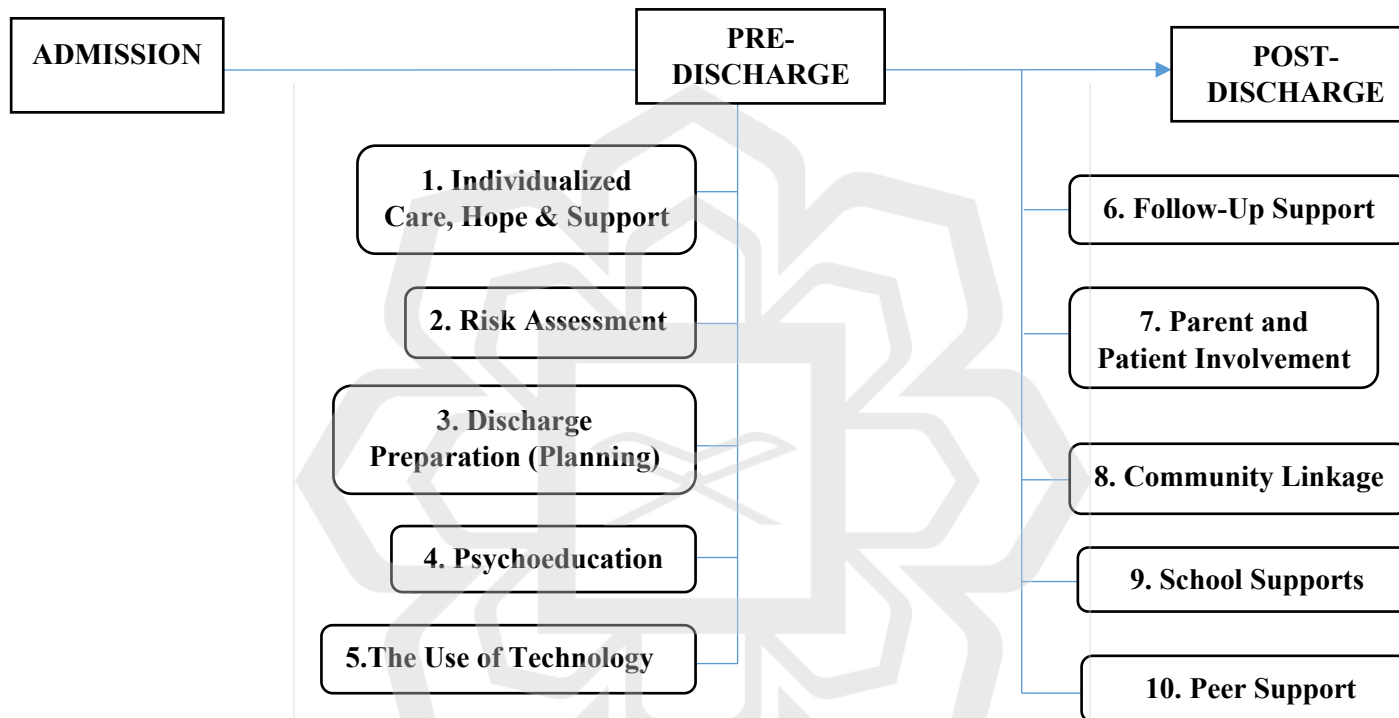 ADMISSION
PRE-
DISCHARGE
POST-
DISCHARGE
1. Individualized
Care, Hope & Support
2. Risk Assessment
3. Discharge
Preparation (Planning)
4. Psychoeducation
5.The Use of Technology
6. Follow-Up Support
7. Parent and
Patient Involvement
8. Community Linkage
9. School Supports
10. Peer Support